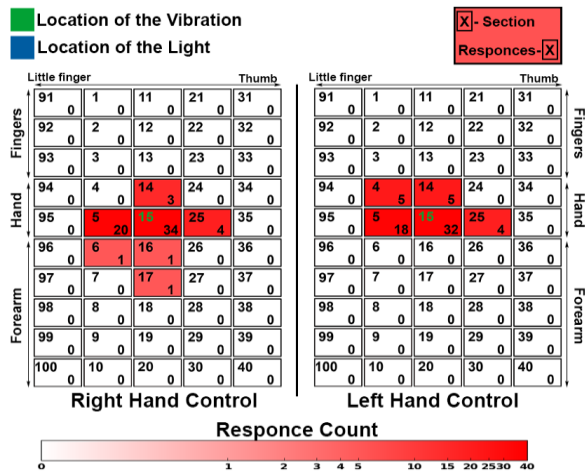 Location of the Vibration
Location of the Light
X - Section
Responces- X
Little finger Thumb
Little finger Thumb
Fingers
Hand
Forearm
91 0 1 0 11 0 21 0 31 0
92 0 2 0 12 0 22 0 32 0
93 0 3 0 13 0 23 0 33 0
94 0 4 0 14 3 24 0 34 0
95 0 5 20 15 34 25 4 35 0
96 0 6 1 16 1 26 0 36 0
97 0 7 0 17 1 27 0 37 0
98 0 8 0 18 0 28 0 38 0
99 0 9 0 19 0 29 0 39 0
100 0 10 0 20 0 30 0 40 0
Right Hand Control
91 0 1 0 11 0 21 0 31 0
92 0 2 0 12 0 22 0 32 0
93 0 3 0 13 0 23 0 33 0
94 0 4 5 14 5 24 0 34 0
95 0 5 18 15 32 25 4 35 0
96 0 6 0 16 0 26 0 36 0
97 0 7 0 17 0 27 0 37 0
98 0 8 0 18 0 28 0 38 0
99 0 9 0 19 0 29 0 39 0
100 0 10 0 20 0 30 0 40 0
Left Hand Control
Fingers
Hand
Forearm
Responce Count
0 1 2 3 4 5 10 15 20 25 30 40